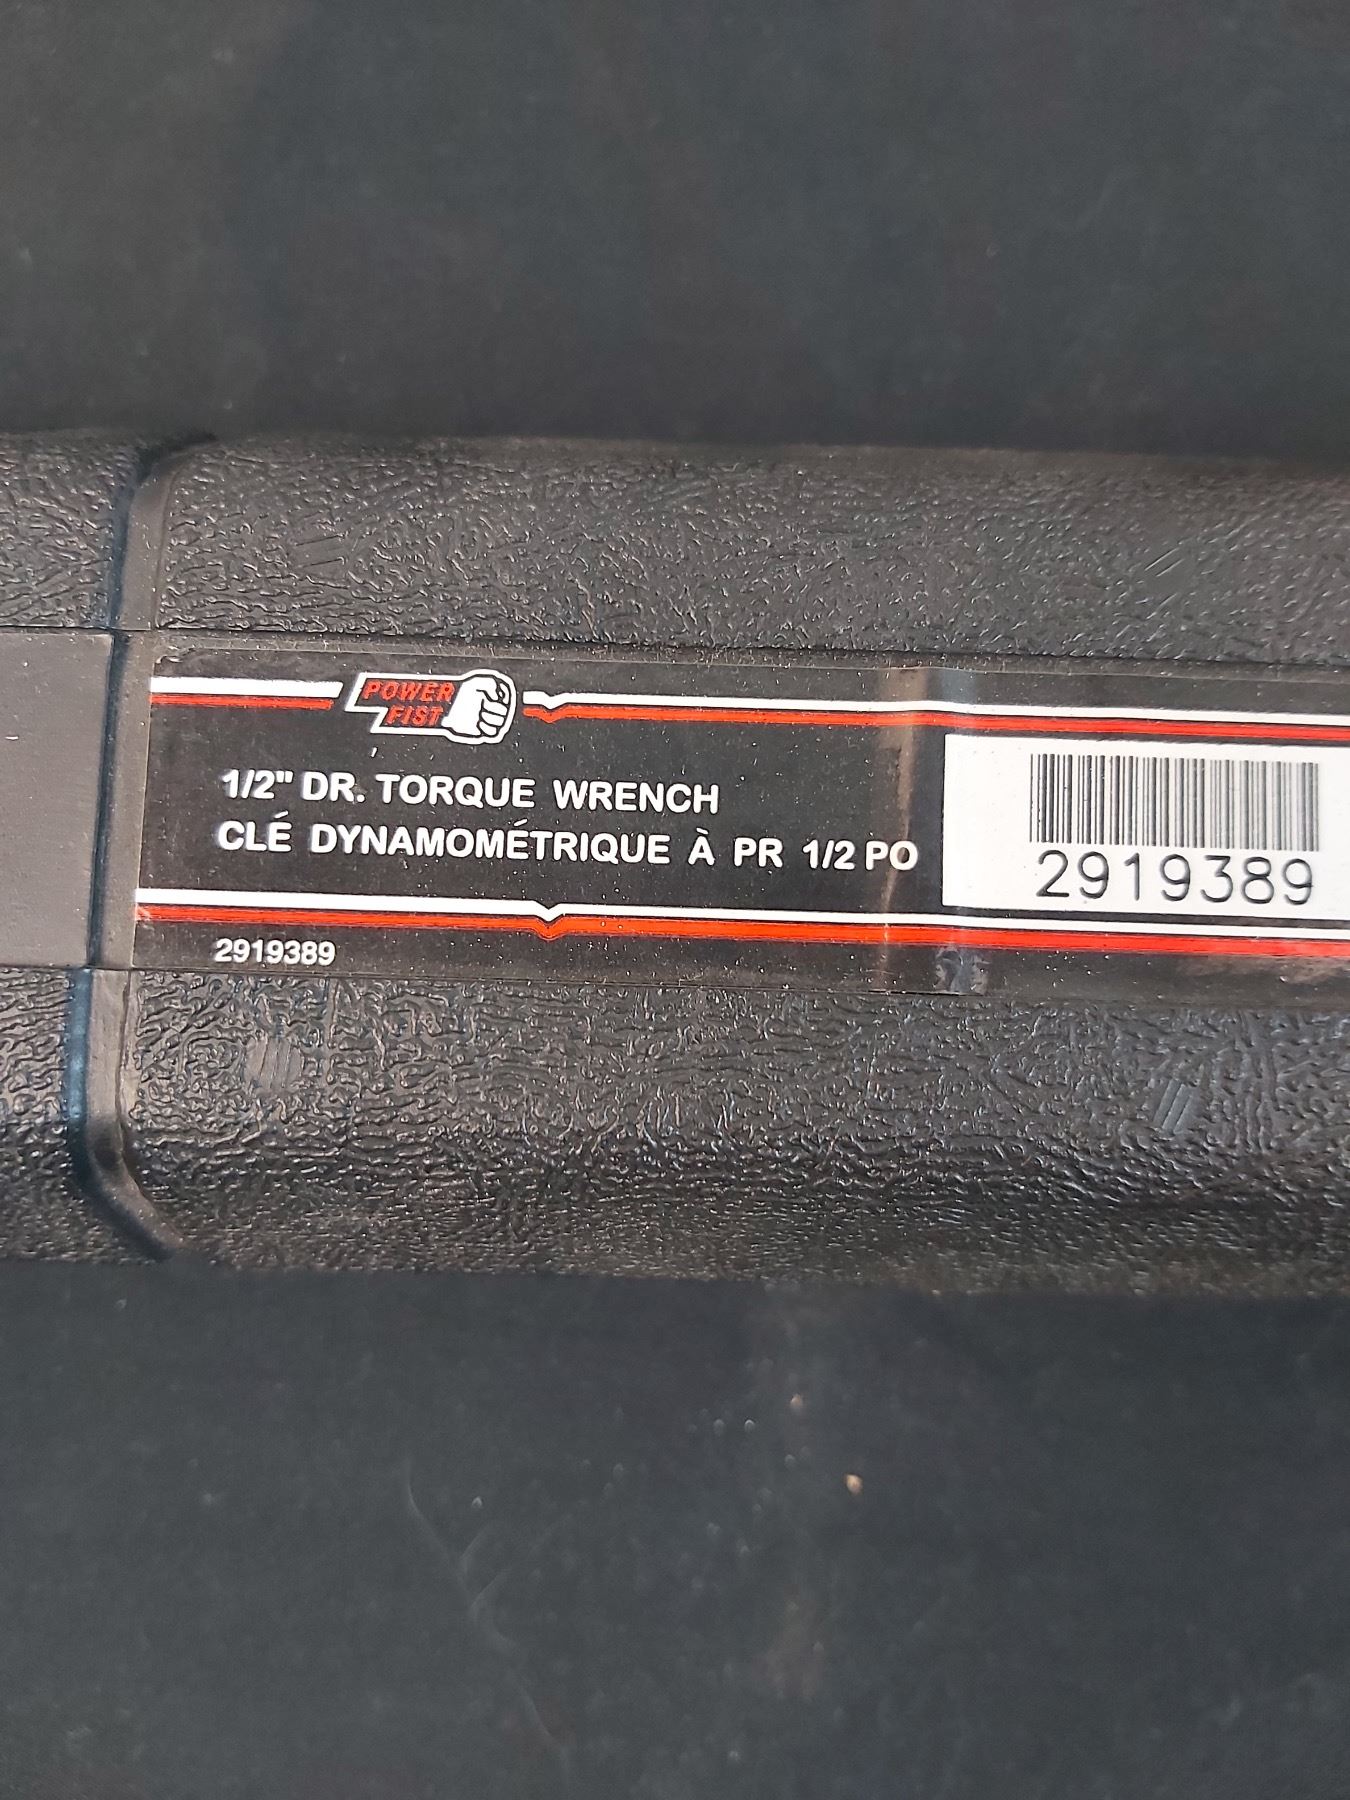 POWER
FIST
1/2" DR. TORQUE WRENCH
CLÉ DYNAMOMÉTRIQUE À PR 1/2 PO
2919389
2919389